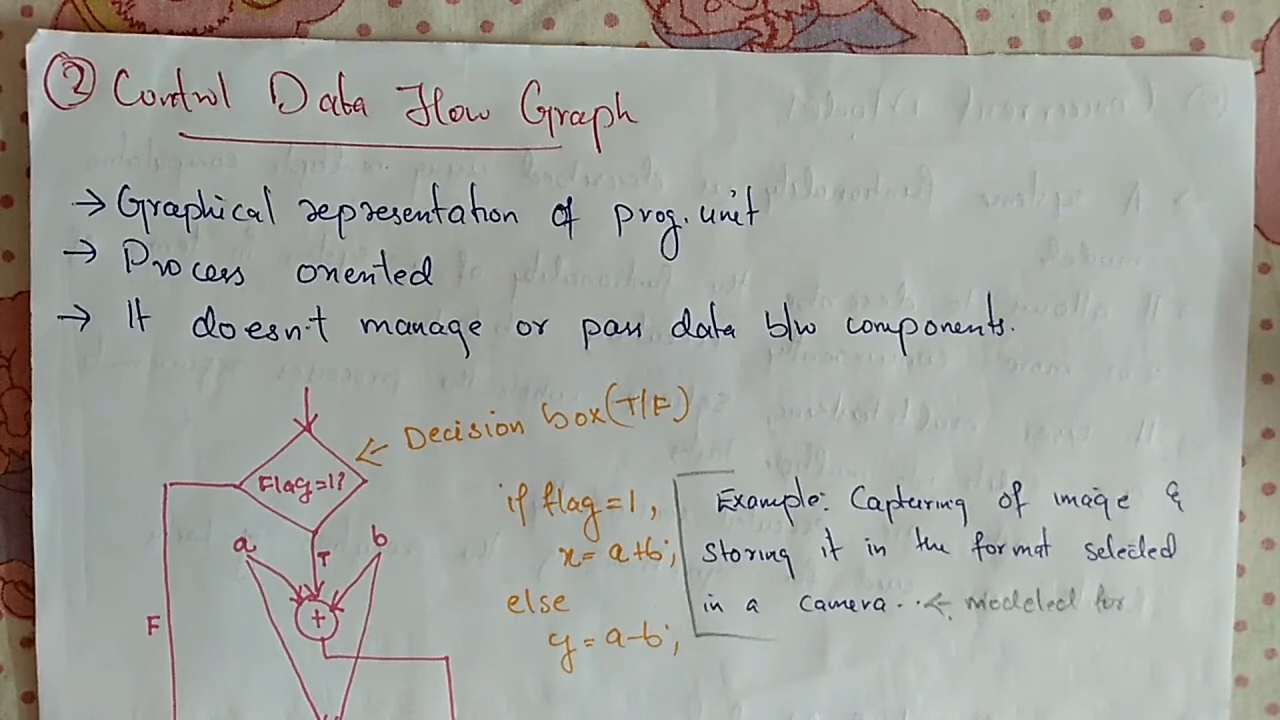 ② Control Data Flow Graph
→ Graphical representation of prog. unit
→ Process oriented
→ It doesn't manage or pass data b/w components.
← Decision box (T/F)
Flag=1?
if flag=1,
x= a+b;
else
y= a-b;
Example: Capturing of image &
storing it in the format selected
in a camera. ← modeled for
a
b
T
+
F